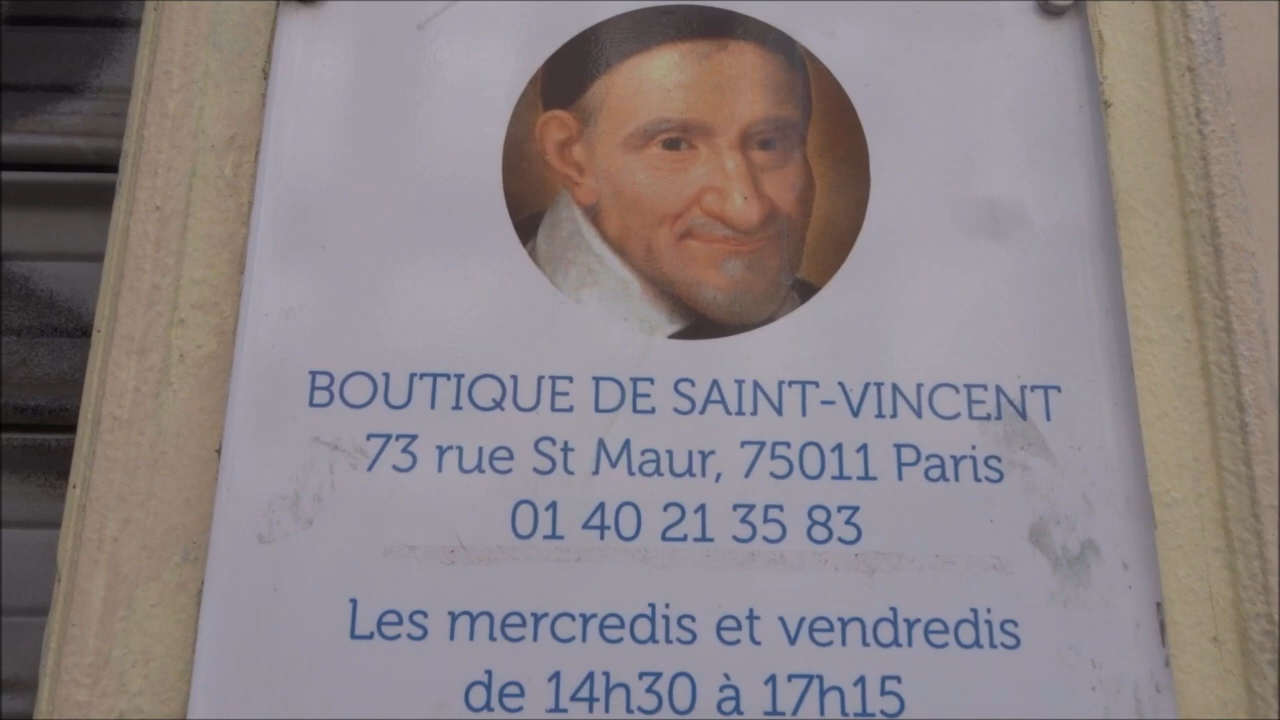 BOUTIQUE DE SAINT-VINCENT
73 rue St Maur, 75011 Paris
01 40 21 35 83
Les mercredis et vendredis
de 14h30 à 17h15